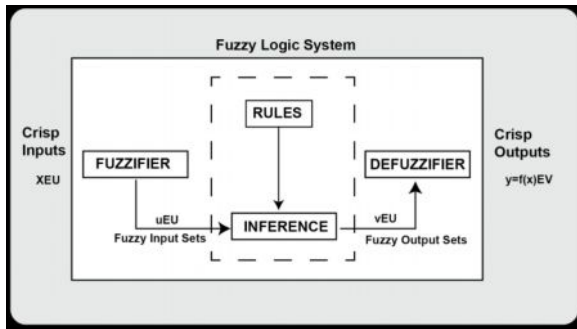 Fuzzy Logic System
RULES
Crisp
Inputs
XEU
FUZZIFIER
DEFUZZIFIER
Crisp
Outputs
y=f(x)EV
uEU
Fuzzy Input Sets
INFERENCE
vEU
Fuzzy Output Sets